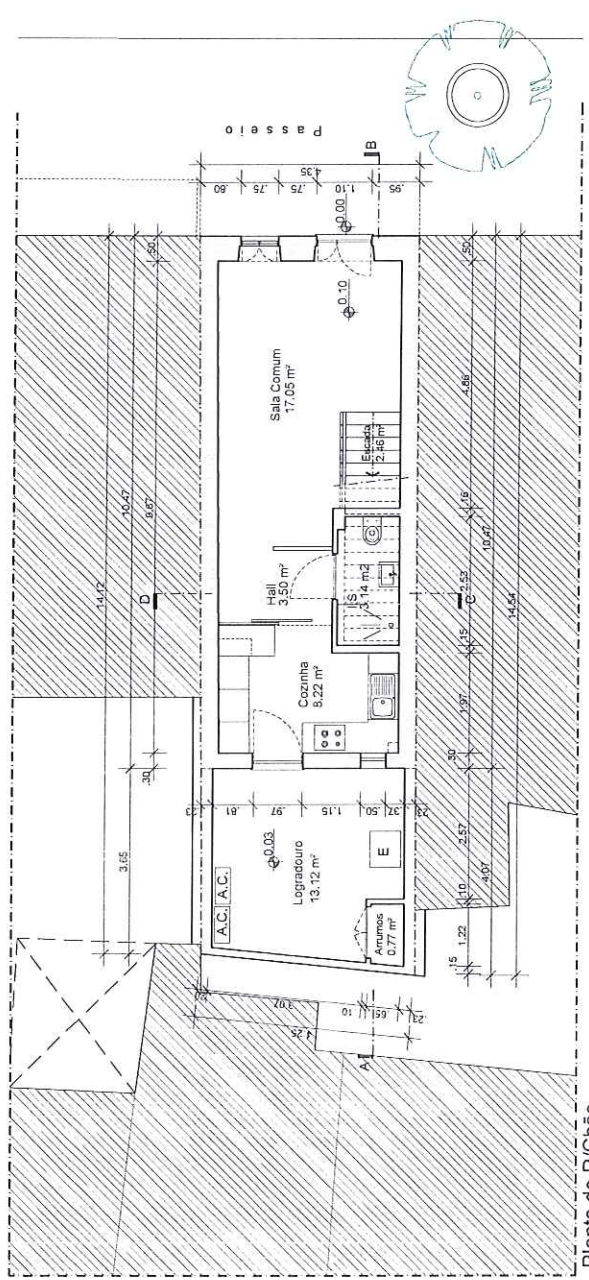 Passeio
B
4.35
.80
.75
.75
1.10
.95
0.00
0.10
.50
14.12
10.47
9.67
.30
3.65
D
Sala Comum
17.05 m²
Escada
2.46 m²
Hall
3.50 m²
I.S
3.14 m2
Cozinha
8.22 m²
C
.50
4.86
.16
2.53
.15
1.97
.30
10.47
14.54
2.57
4.07
.10
1.22
.15
.23
.81
.97
1.15
.50
.37
.23
0.03
Logradouro
13.12 m²
A.C.
A.C.
E
Arrumos
0.77 m²
3.07
.10
.65
.23
4.25
A
Planta do R/Chão